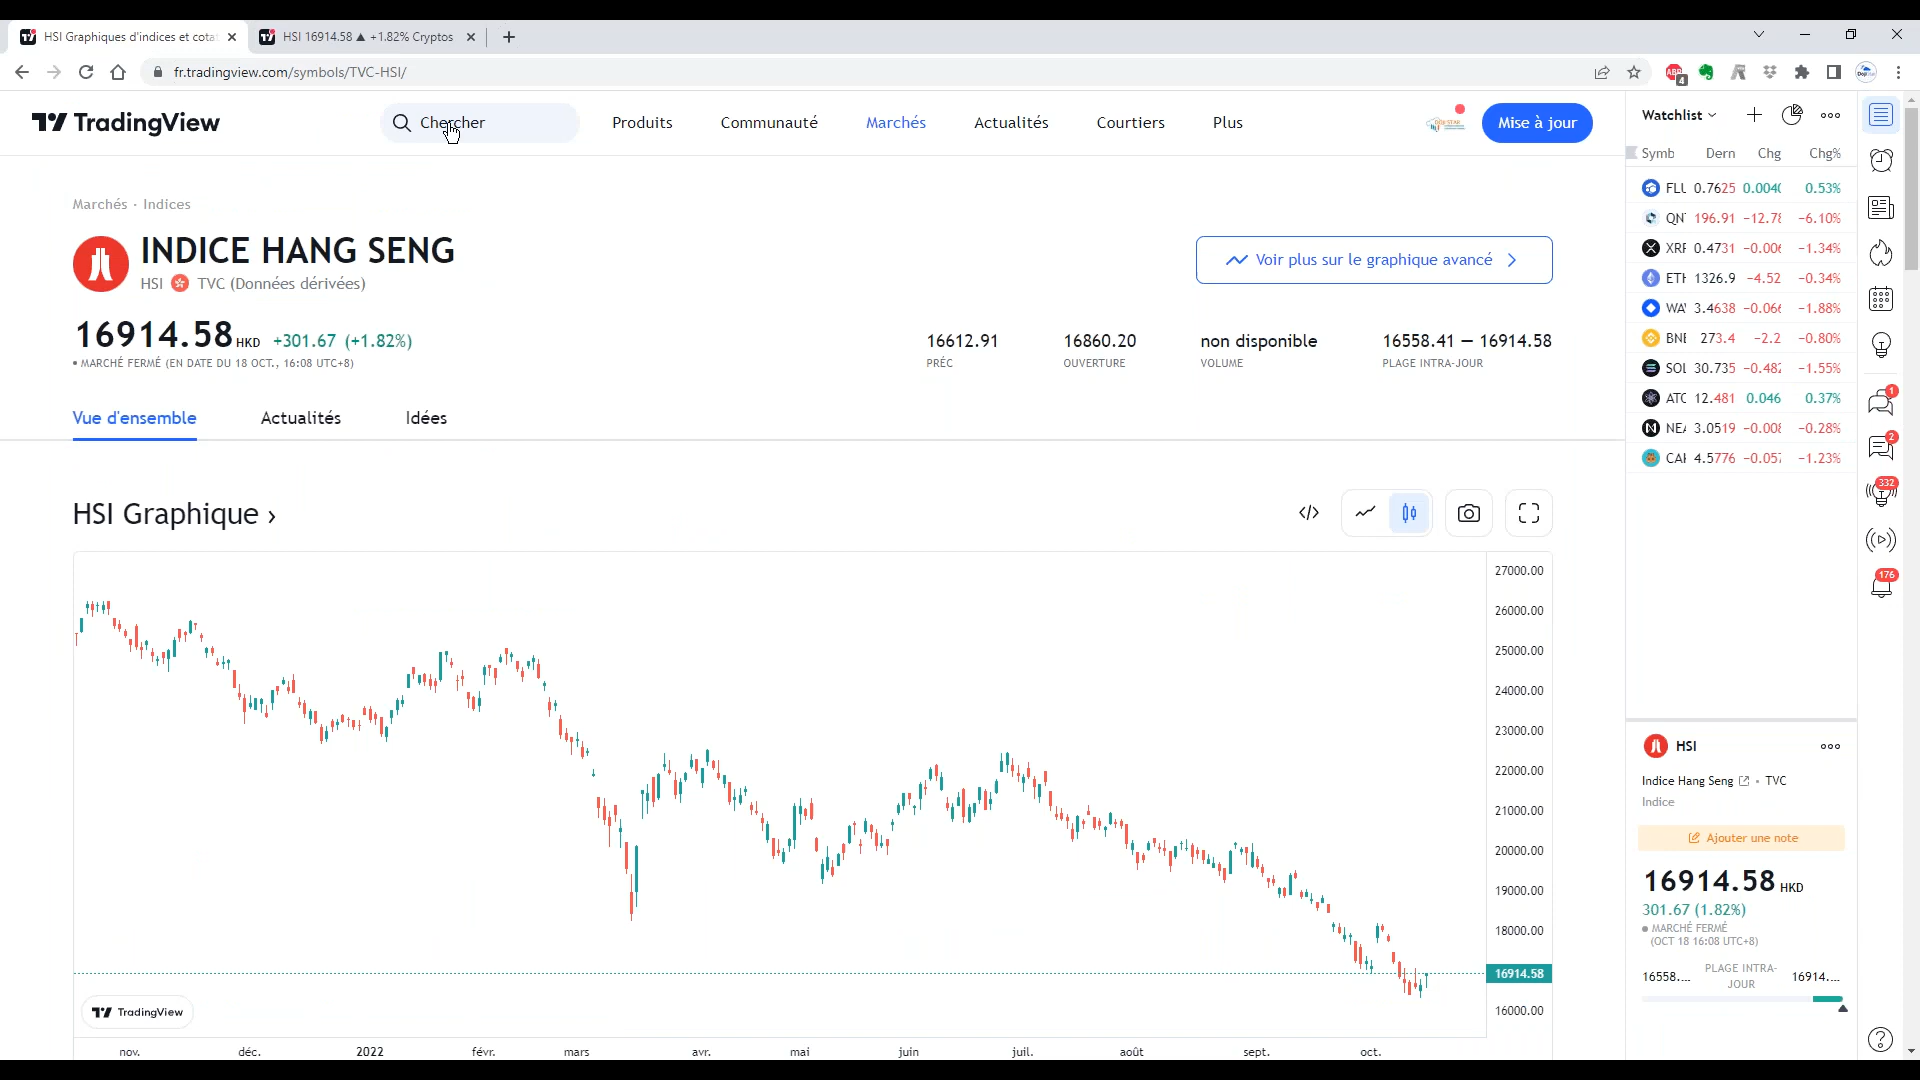 HSI Graphiques d'indices et cota
HSI 16914.58 ▲ +1.82% Cryptos
fr.tradingview.com/symbols/TVC-HSI/
ABP
4
TradingView
Chercher
Produits
Communauté
Marchés
Actualités
Courtiers
Plus
Mise à jour
Marchés · Indices
INDICE HANG SENG
HSI TVC (Données dérivées)
Voir plus sur le graphique avancé
16914.58 HKD +301.67 (+1.82%)
• MARCHÉ FERMÉ (EN DATE DU 18 OCT., 16:08 UTC+8)
16612.91
PRÉC
16860.20
OUVERTURE
non disponible
VOLUME
16558.41 — 16914.58
PLAGE INTRA-JOUR
Vue d'ensemble
Actualités
Idées
HSI Graphique ›
27000.00
26000.00
25000.00
24000.00
23000.00
22000.00
21000.00
20000.00
19000.00
18000.00
16914.58
16000.00
TradingView
nov. déc. 2022 févr. mars avr. mai juin juil. août sept. oct.
Watchlist
Symb Dern Chg Chg%
FLU 0.7625 0.0040 0.53%
QNT 196.91 −12.78 −6.10%
XRP 0.4731 −0.006 −1.34%
ETH 1326.9 −4.52 −0.34%
WA 3.4638 −0.066 −1.88%
BNB 273.4 −2.2 −0.80%
SOL 30.735 −0.482 −1.55%
ATO 12.481 0.046 0.37%
NEA 3.0519 −0.008 −0.28%
CAK 4.5776 −0.057 −1.23%
HSI
Indice Hang Seng • TVC
Indice
Ajouter une note
16914.58 HKD
301.67 (1.82%)
• MARCHÉ FERMÉ
(OCT 18 16:08 UTC+8)
16558.... PLAGE INTRA-JOUR 16914....
1
2
332
176